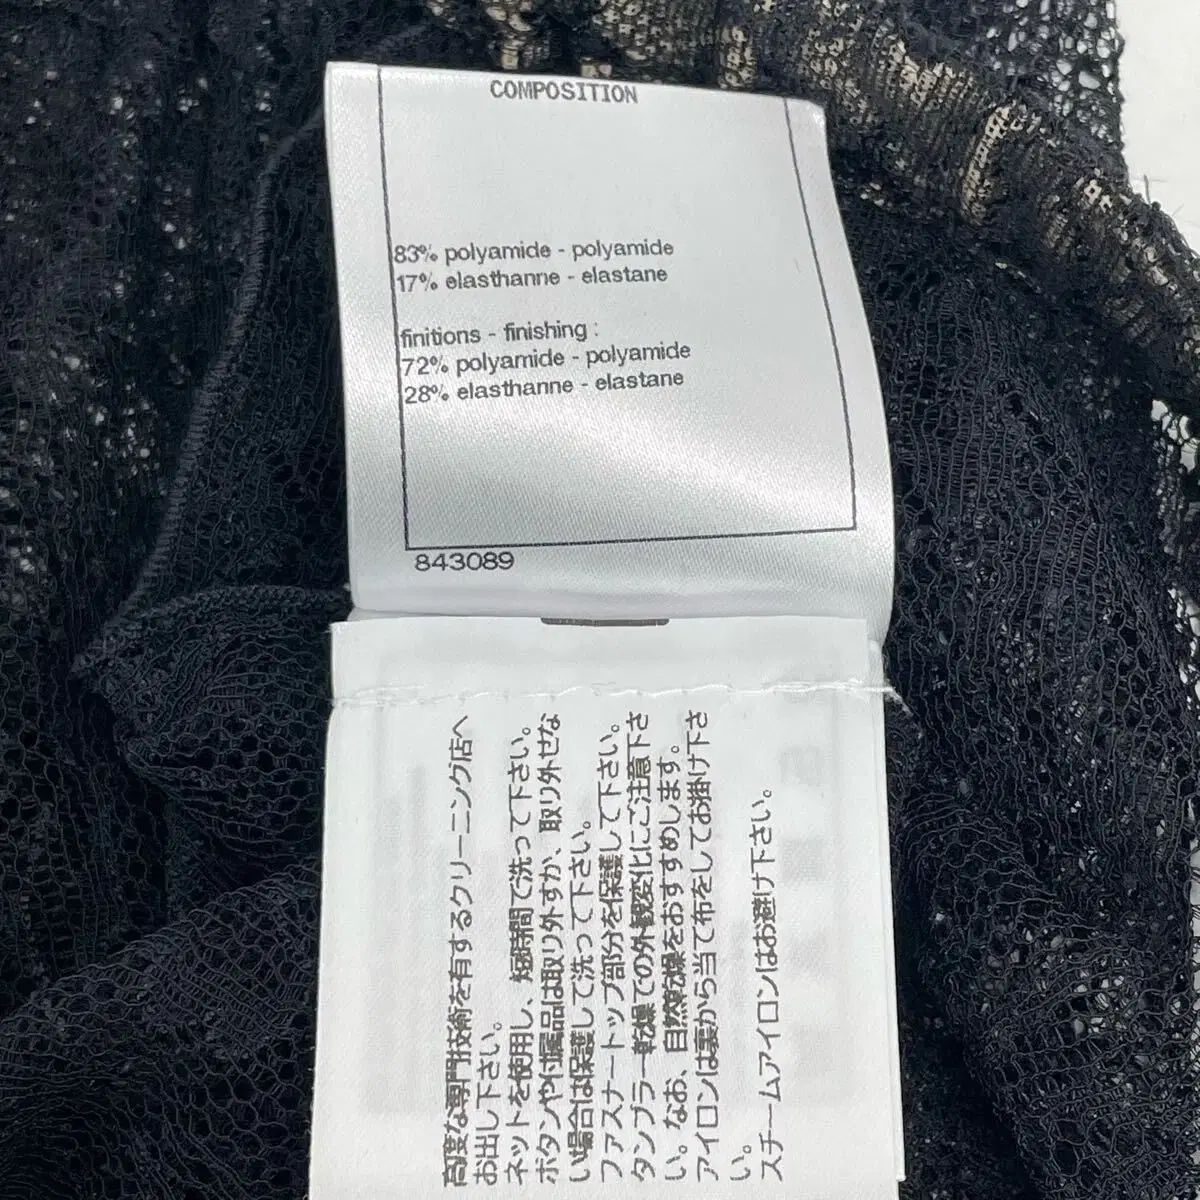 COMPOSITION
83% polyamide - polyamide
17% elasthanne - elastane
finitions - finishing :
72% polyamide - polyamide
28% elasthanne - elastane
843089
高度な専門技術を有するクリーニング店へ
お出し下さい。
ネットを使用し、短時間で洗って下さい。
ボタンや付属品は取り外すか、取り外せな
い場合は保護して洗って下さい。
ファスナートップ部分を保護して下さい。
タンブラー乾燥での外観変化にご注意下さ
い。なお、自然乾燥をおすすめします。
アイロンは裏から当て布をしてお掛け下さ
い。
スチームアイロンはお避け下さい。